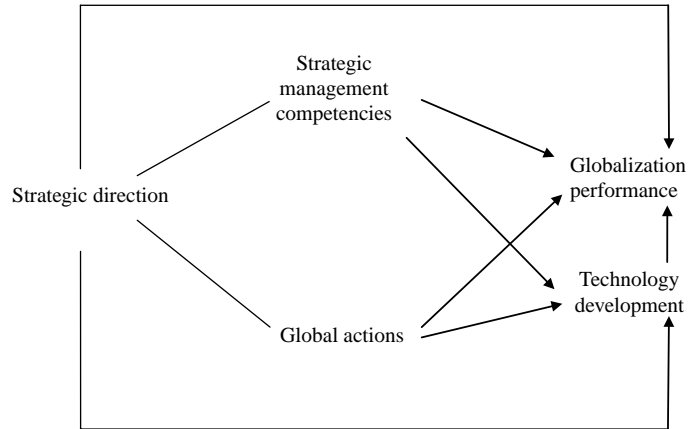 Strategic
management
competencies
Globalization
performance
Strategic direction
Technology
development
Global actions